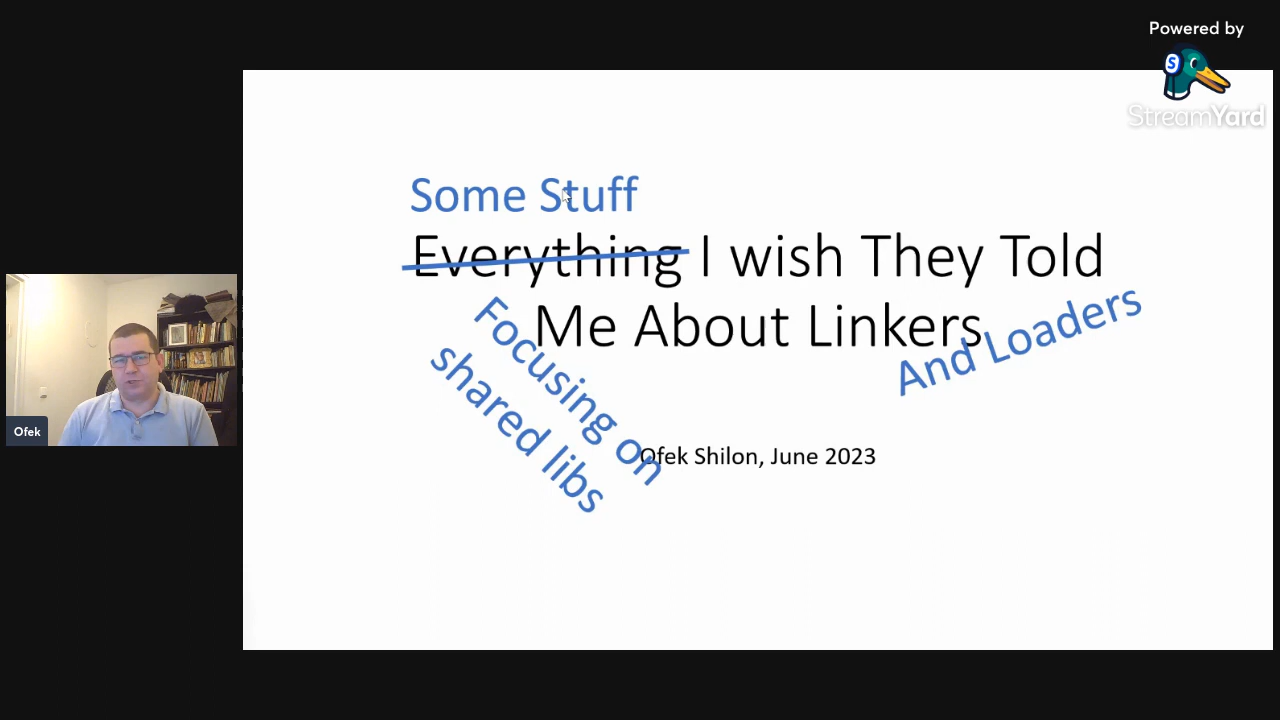 Powered by
StreamYard
Some Stuff
Everything I wish They Told
Me About Linkers
And Loaders
Focusing on
shared libs
Ofek Shilon, June 2023
Ofek